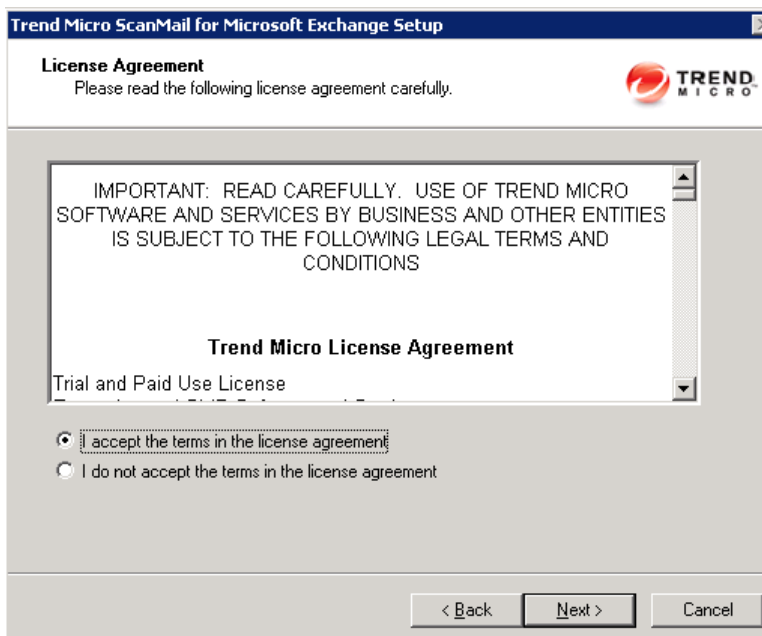 Trend Micro ScanMail for Microsoft Exchange Setup
License Agreement
Please read the following license agreement carefully.
TREND
MICRO
IMPORTANT: READ CAREFULLY. USE OF TREND MICRO
SOFTWARE AND SERVICES BY BUSINESS AND OTHER ENTITIES
IS SUBJECT TO THE FOLLOWING LEGAL TERMS AND
CONDITIONS
Trend Micro License Agreement
Trial and Paid Use License
I accept the terms in the license agreement
I do not accept the terms in the license agreement
< Back
Next >
Cancel